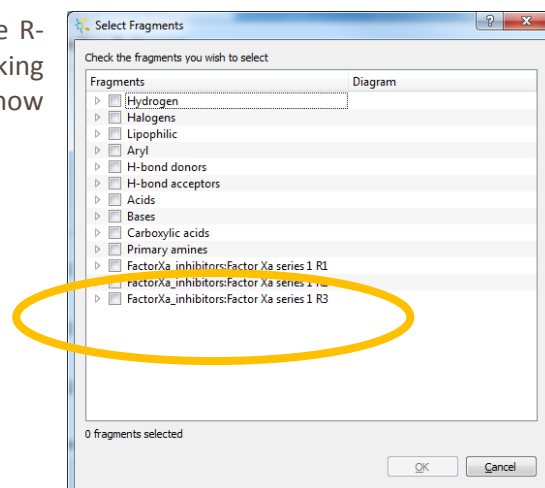 e R-
king
now
Select Fragments
Check the fragments you wish to select
Fragments Diagram
Hydrogen
Halogens
Lipophilic
Aryl
H-bond donors
H-bond acceptors
Acids
Bases
Carboxylic acids
Primary amines
FactorXa_inhibitors:Factor Xa series 1 R1
FactorXa_inhibitors:Factor Xa series 1 R2
FactorXa_inhibitors:Factor Xa series 1 R3
0 fragments selected
OK Cancel